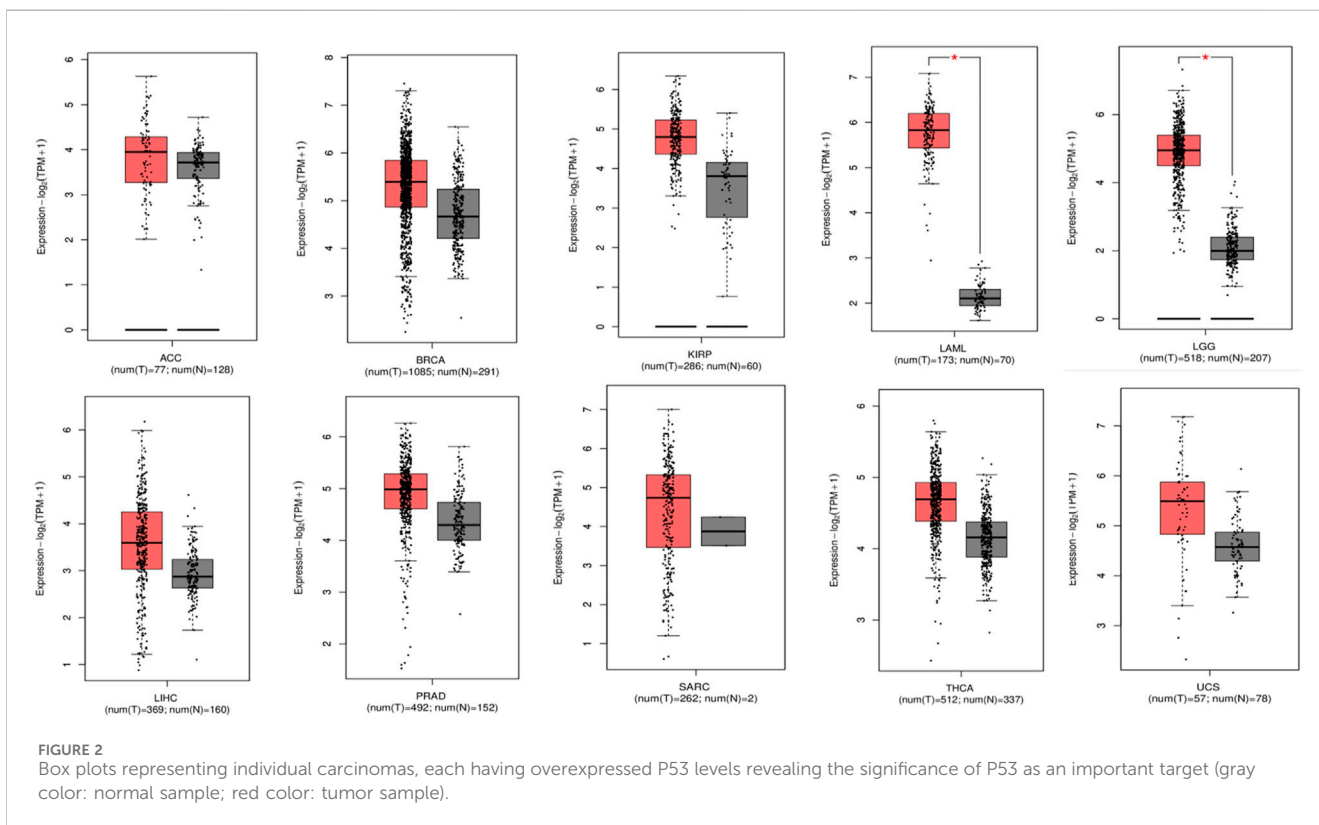 Expression−log2(TPM+1)
6
5
4
3
2
1
0
ACC
(num(T)=77; num(N)=128)
Expression−log2(TPM+1)
8
7
6
5
4
3
BRCA
(num(T)=1085; num(N)=291)
Expression−log2(TPM+1)
6
5
4
3
2
1
0
KIRP
(num(T)=286; num(N)=60)
Expression−log2(TPM+1)
7
6
5
4
3
2
*
LAML
(num(T)=173; num(N)=70)
Expression−log2(TPM+1)
6
4
2
0
*
LGG
(num(T)=518; num(N)=207)
Expression−log2(TPM+1)
6
5
4
3
2
1
LIHC
(num(T)=369; num(N)=160)
Expression−log2(TPM+1)
6
5
4
3
2
PRAD
(num(T)=492; num(N)=152)
Expression−log2(TPM+1)
7
6
5
4
3
2
1
SARC
(num(T)=262; num(N)=2)
Expression−log2(TPM+1)
6
5
4
3
THCA
(num(T)=512; num(N)=337)
Expression−log2(TPM+1)
7
6
5
4
3
UCS
(num(T)=57; num(N)=78)
FIGURE 2
Box plots representing individual carcinomas, each having overexpressed P53 levels revealing the significance of P53 as an important target (gray
color: normal sample; red color: tumor sample).